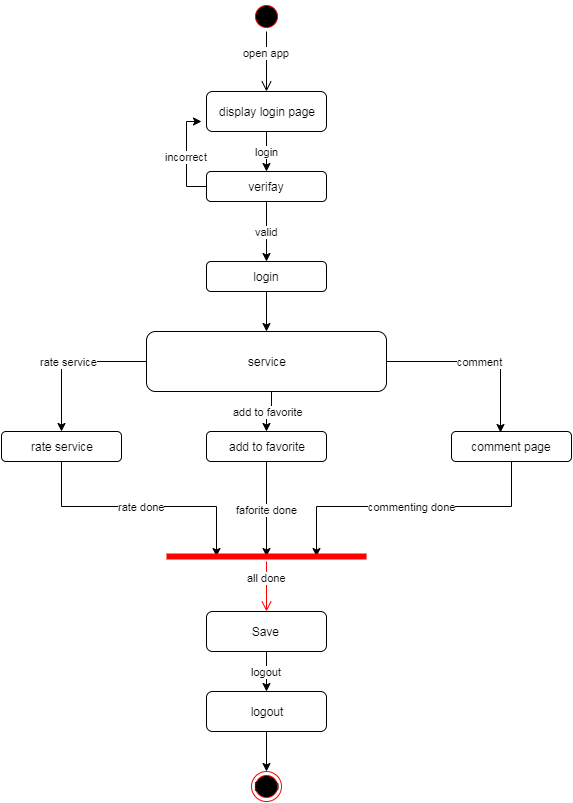 open app
display login page
login
incorrect
verifay
valid
login
rate service
service
comment
add to favorite
rate service
add to favorite
comment page
rate done
faforite done
commenting done
all done
Save
logout
logout